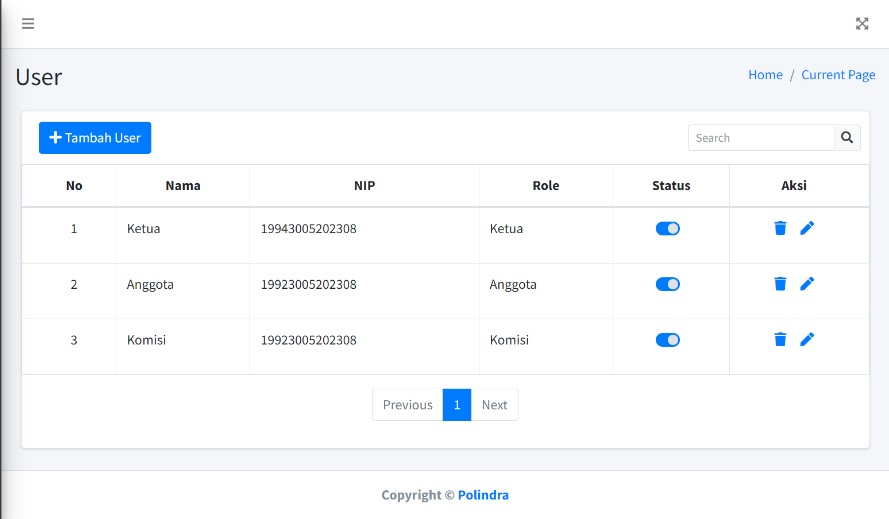 User
Home / Current Page
Tambah User
Search
No Nama NIP Role Status Aksi
1 Ketua 19943005202308 Ketua
2 Anggota 19923005202308 Anggota
3 Komisi 19923005202308 Komisi
Previous 1 Next
Copyright © Polindra